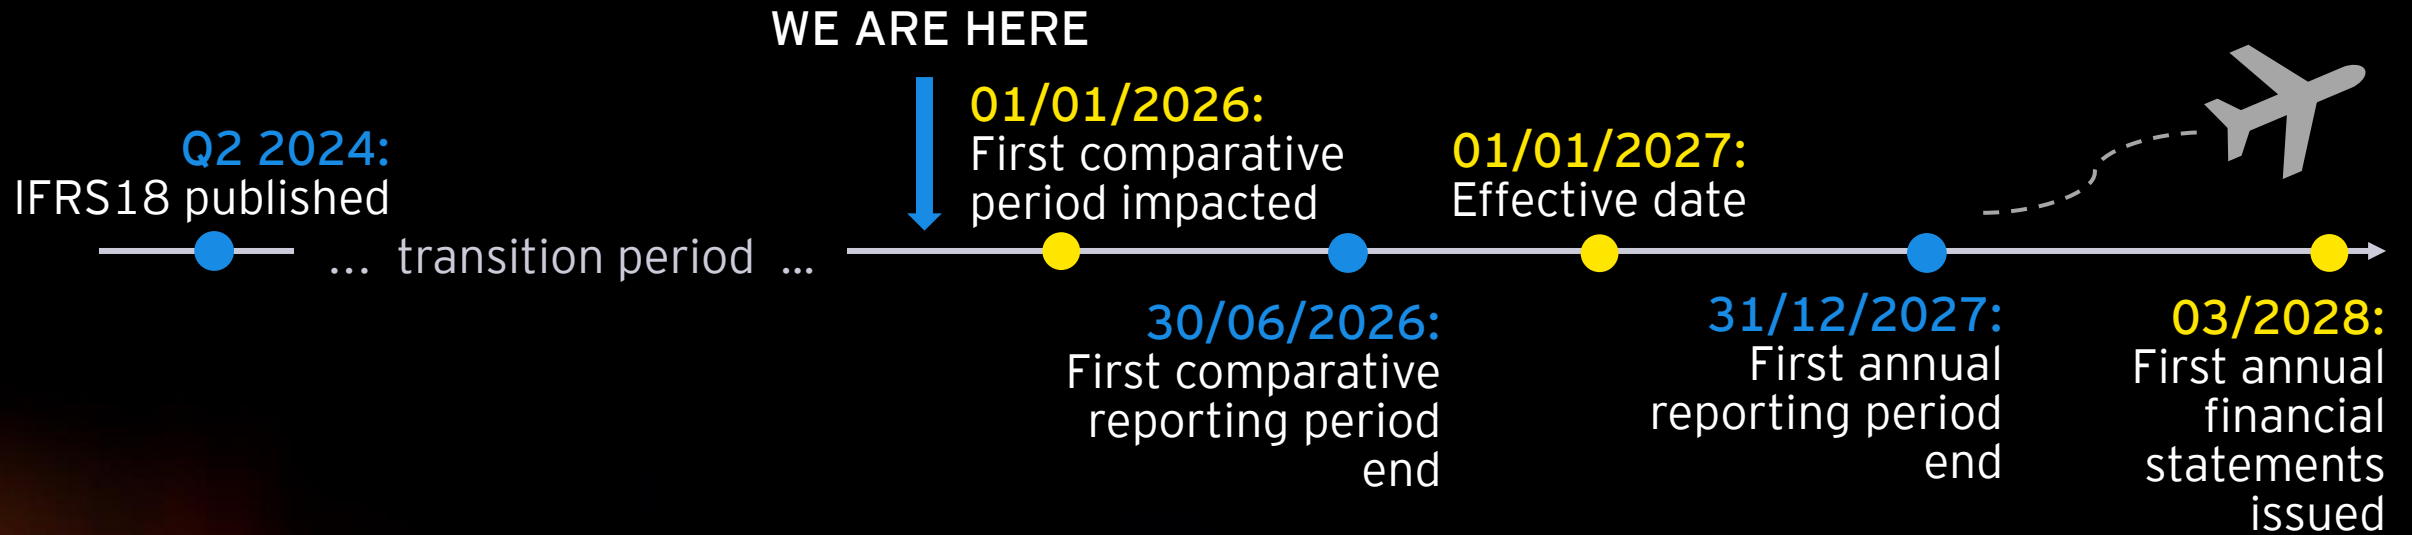 WE ARE HERE
Q2 2024:
IFRS18 published
... transition period ...
01/01/2026:
First comparative
period impacted
30/06/2026:
First comparative
reporting period
end
01/01/2027:
Effective date
31/12/2027:
First annual
reporting period
end
03/2028:
First annual
financial
statements
issued